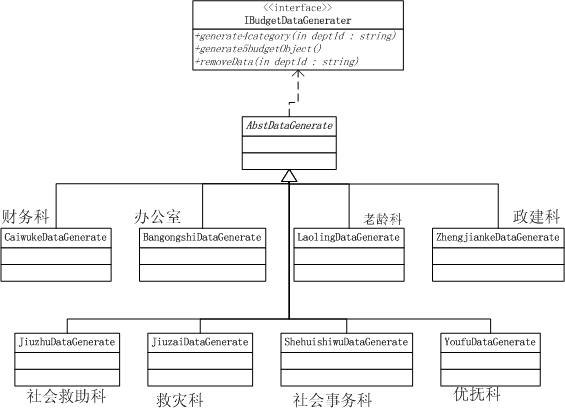 <<interface>>
IBudgetDataGenerater
+generate4category(in deptId : string)
+generate5budgetObject()
+removeData(in deptId : string)
AbstDataGenerate
财务科
办公室
老龄科
政建科
CaiwukeDataGenerate
BangongshiDataGenerate
LaolingDataGenerate
ZhengjiankeDataGenerate
JiuzhuDataGenerate
JiuzaiDataGenerate
ShehuishiwuDataGenerate
YoufuDataGenerate
社会救助科
救灾科
社会事务科
优抚科